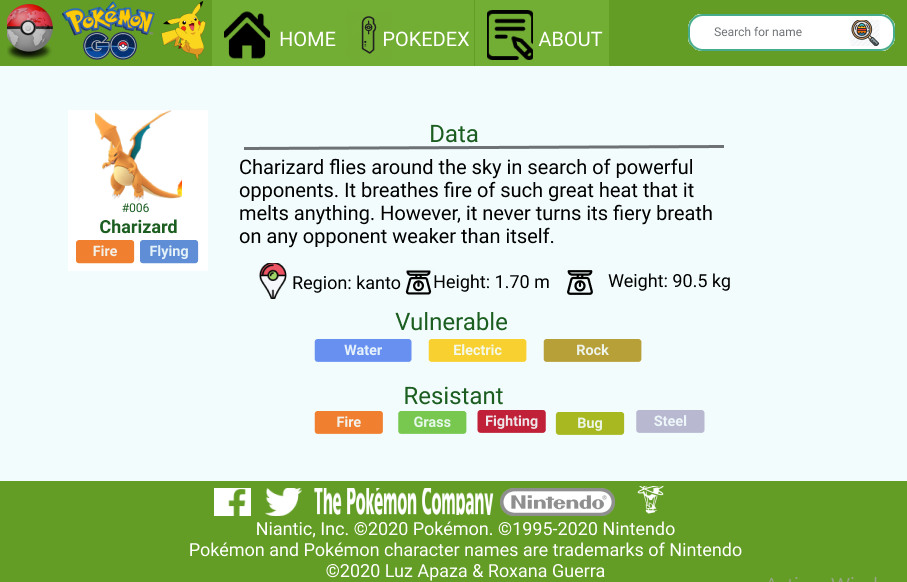 Pokémon
GO
HOME
POKEDEX
ABOUT
Search for name
#006
Charizard
Fire
Flying
Data
Charizard flies around the sky in search of powerful
opponents. It breathes fire of such great heat that it
melts anything. However, it never turns its fiery breath
on any opponent weaker than itself.
Region: kanto
Height: 1.70 m
Weight: 90.5 kg
Vulnerable
Water
Electric
Rock
Resistant
Fire
Grass
Fighting
Bug
Steel
The Pokémon Company
Nintendo
Niantic, Inc. ©2020 Pokémon. ©1995-2020 Nintendo
Pokémon and Pokémon character names are trademarks of Nintendo
©2020 Luz Apaza & Roxana Guerra